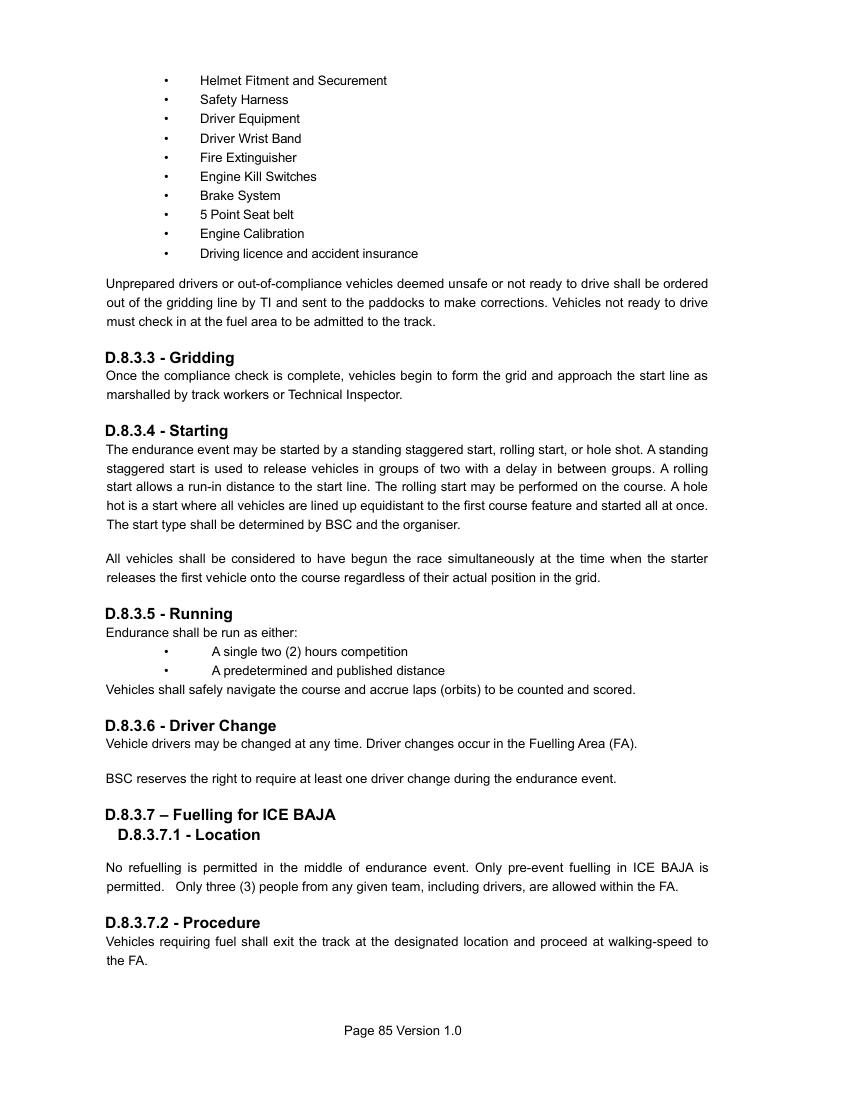 • Helmet Fitment and Securement
• Safety Harness
• Driver Equipment
• Driver Wrist Band
• Fire Extinguisher
• Engine Kill Switches
• Brake System
• 5 Point Seat belt
• Engine Calibration
• Driving licence and accident insurance
Unprepared drivers or out-of-compliance vehicles deemed unsafe or not ready to drive shall be ordered
out of the gridding line by TI and sent to the paddocks to make corrections. Vehicles not ready to drive
must check in at the fuel area to be admitted to the track.
D.8.3.3 - Gridding
Once the compliance check is complete, vehicles begin to form the grid and approach the start line as
marshalled by track workers or Technical Inspector.
D.8.3.4 - Starting
The endurance event may be started by a standing staggered start, rolling start, or hole shot. A standing
staggered start is used to release vehicles in groups of two with a delay in between groups. A rolling
start allows a run-in distance to the start line. The rolling start may be performed on the course. A hole
hot is a start where all vehicles are lined up equidistant to the first course feature and started all at once.
The start type shall be determined by BSC and the organiser.
All vehicles shall be considered to have begun the race simultaneously at the time when the starter
releases the first vehicle onto the course regardless of their actual position in the grid.
D.8.3.5 - Running
Endurance shall be run as either:
• A single two (2) hours competition
• A predetermined and published distance
Vehicles shall safely navigate the course and accrue laps (orbits) to be counted and scored.
D.8.3.6 - Driver Change
Vehicle drivers may be changed at any time. Driver changes occur in the Fuelling Area (FA).
BSC reserves the right to require at least one driver change during the endurance event.
D.8.3.7 – Fuelling for ICE BAJA
D.8.3.7.1 - Location
No refuelling is permitted in the middle of endurance event. Only pre-event fuelling in ICE BAJA is
permitted. Only three (3) people from any given team, including drivers, are allowed within the FA.
D.8.3.7.2 - Procedure
Vehicles requiring fuel shall exit the track at the designated location and proceed at walking-speed to
the FA.
Page 85 Version 1.0